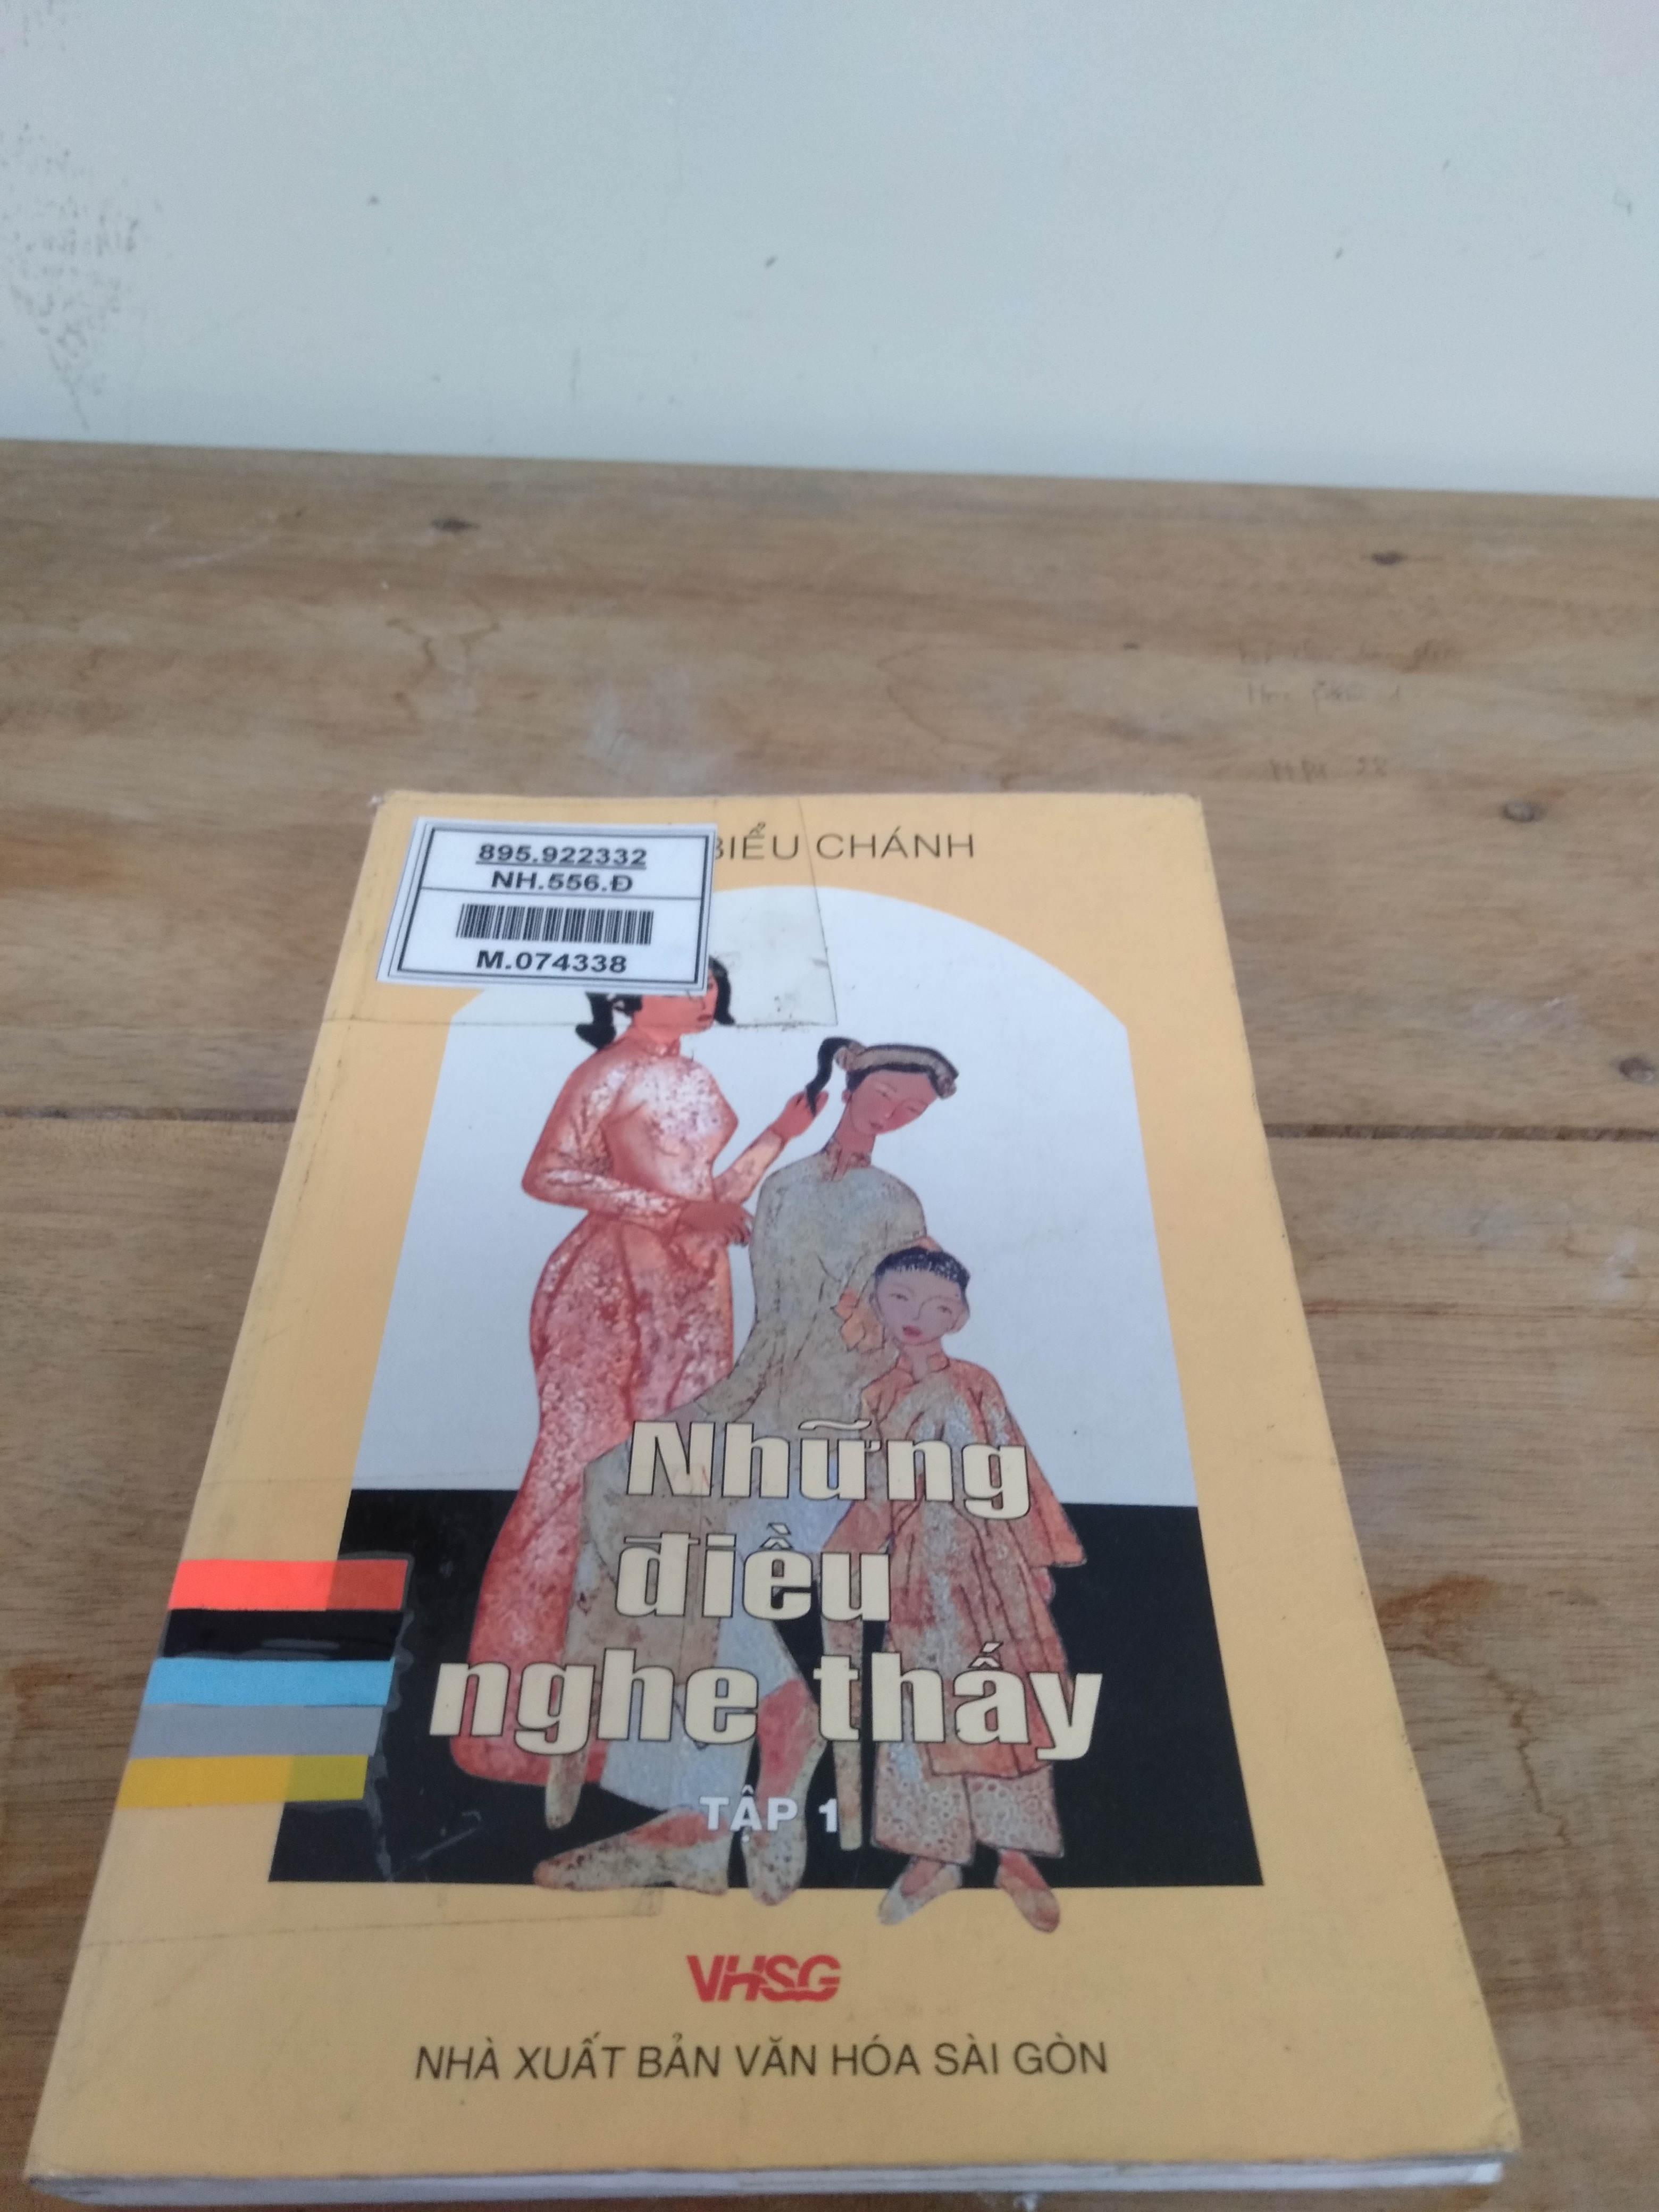 895.922332
NH.556.Đ
M.074338
BIỂU CHÁNH
Những
điều
nghe thấy
TẬP 1
VHSG
NHÀ XUẤT BẢN VĂN HÓA SÀI GÒN